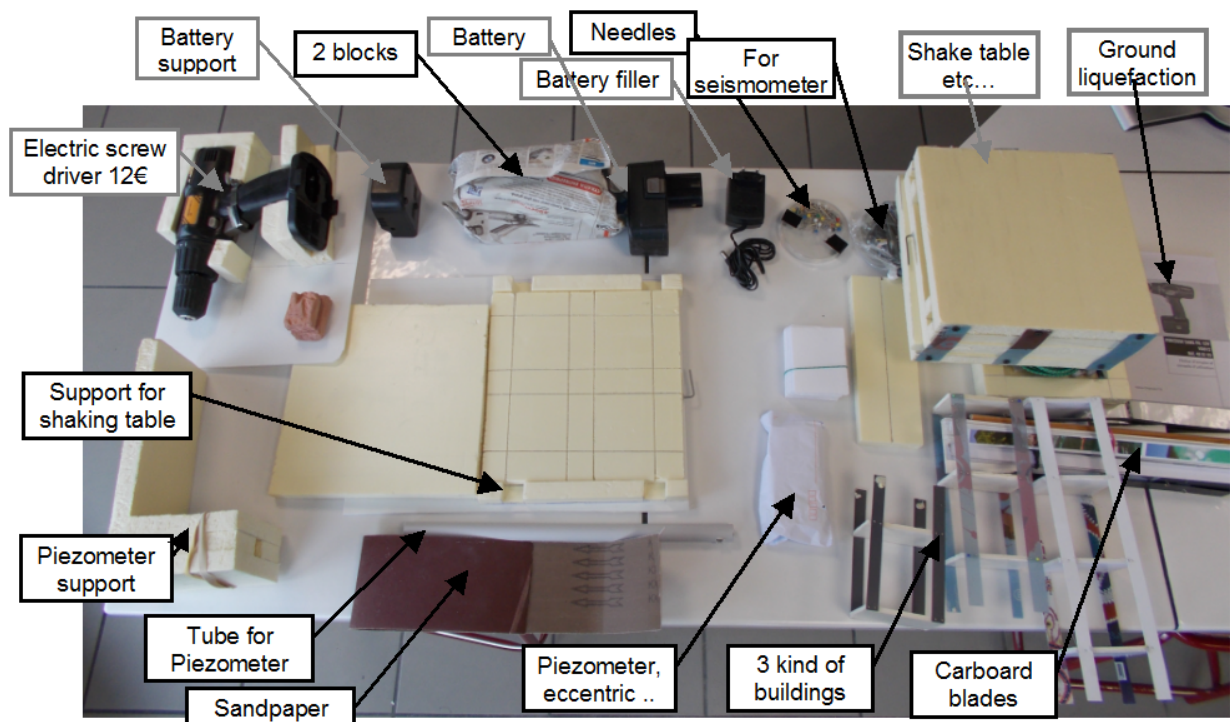 Battery
support
2 blocks
Battery
Needles
Battery filler
For
seismometer
Shake table
etc…
Ground
liquefaction
Electric screw
driver 12€
Support for
shaking table
Piezometer
support
Tube for
Piezometer
Sandpaper
Piezometer,
eccentric ..
3 kind of
buildings
Carboard
blades